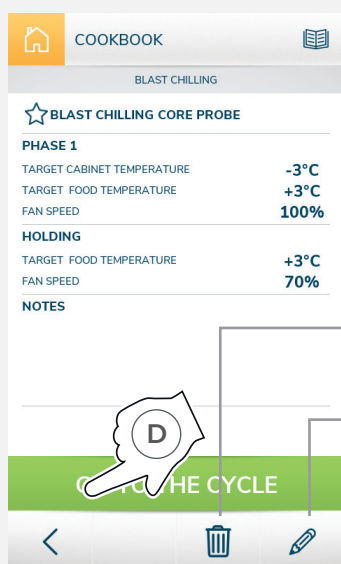 COOKBOOK
BLAST CHILLING
BLAST CHILLING CORE PROBE
PHASE 1
TARGET CABINET TEMPERATURE -3°C
TARGET FOOD TEMPERATURE +3°C
FAN SPEED 100%
HOLDING
TARGET FOOD TEMPERATURE +3°C
FAN SPEED 70%
NOTES
D
CYCLE